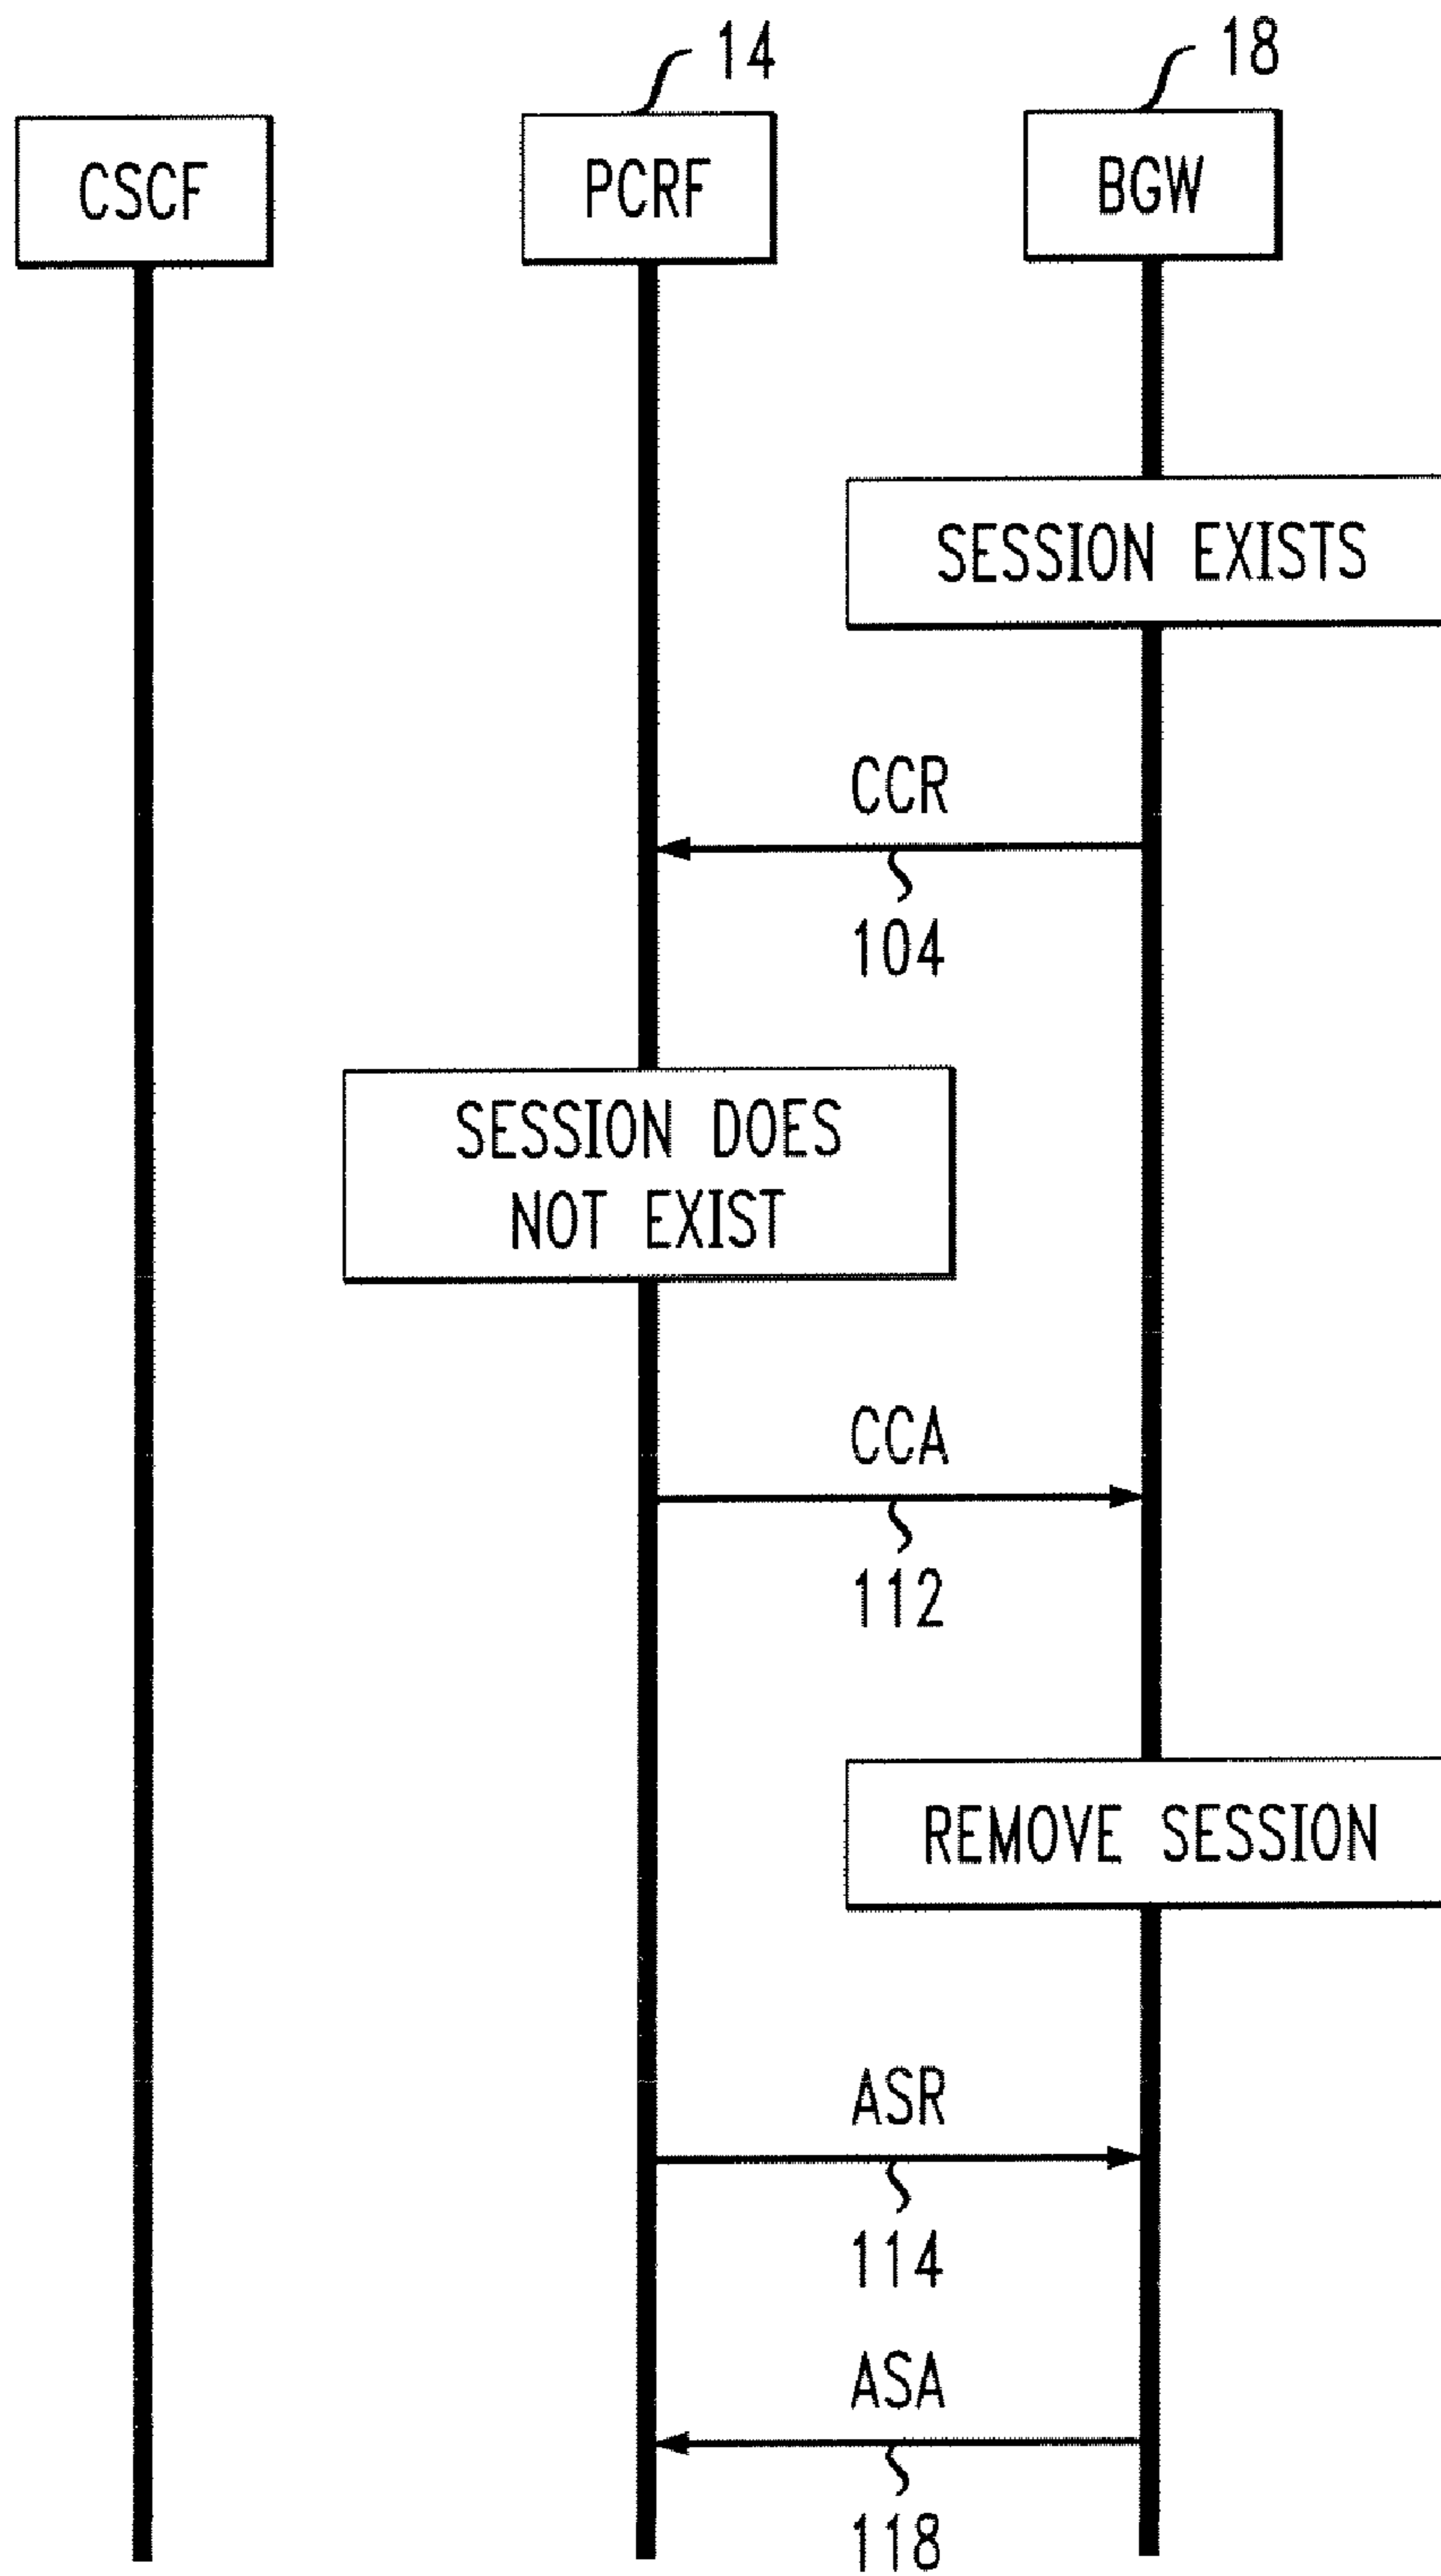 14
18
CSCF
PCRF
BGW
SESSION EXISTS
CCR
104
SESSION DOES
NOT EXIST
CCA
112
REMOVE SESSION
ASR
114
ASA
118